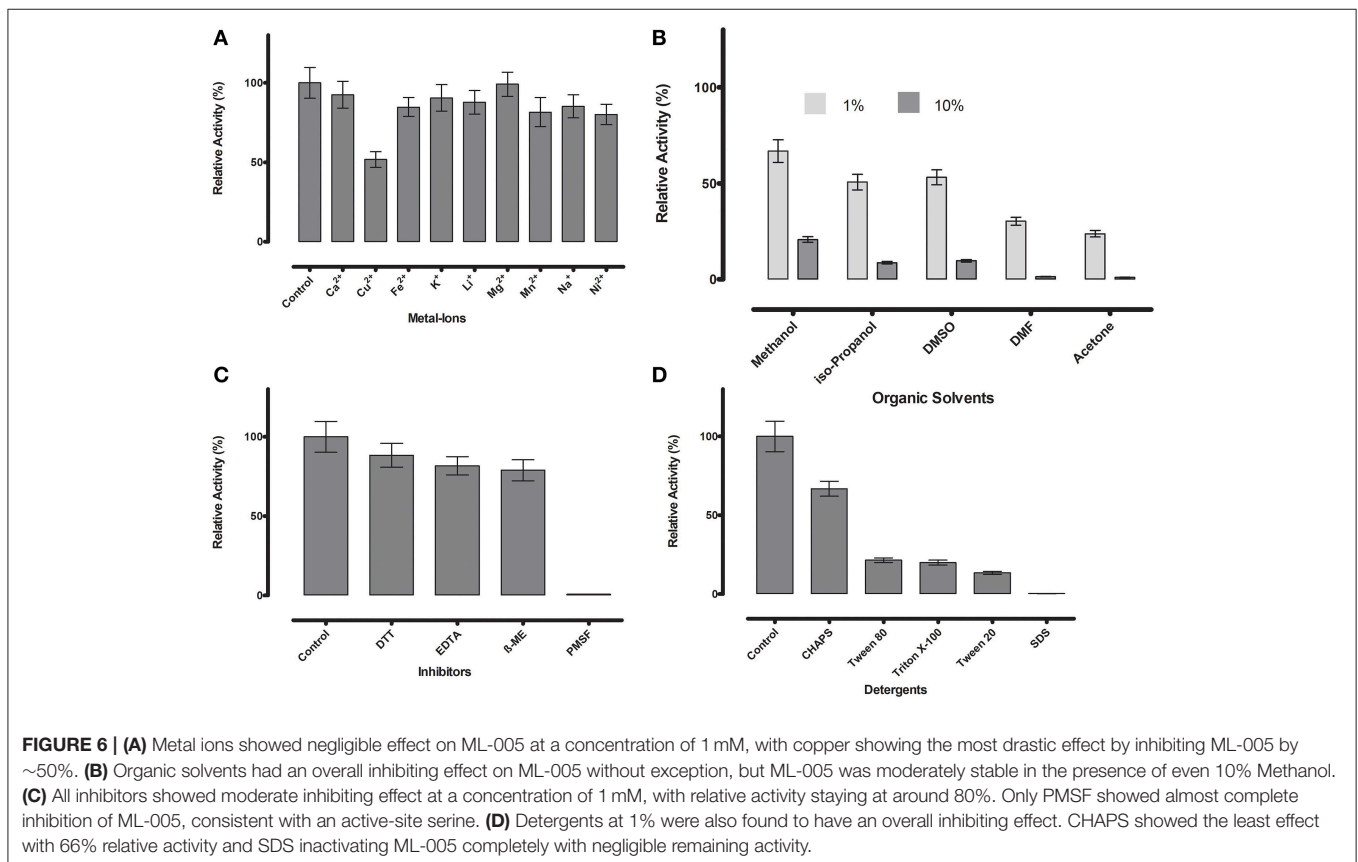 A
Relative Activity (%)
100
50
0
Control
Ca²⁺
Cu²⁺
Fe²⁺
K⁺
Li⁺
Mg²⁺
Mn²⁺
Na⁺
Ni²⁺
Metal-Ions
B
Relative Activity (%)
100
50
0
1%
10%
Methanol
iso-Propanol
DMSO
DMF
Acetone
Organic Solvents
C
Relative Activity (%)
100
50
0
Control
DTT
EDTA
ß-ME
PMSF
Inhibitors
D
Relative Activity (%)
100
50
0
Control
CHAPS
Tween 80
Triton X-100
Tween 20
SDS
Detergents
FIGURE 6 | (A) Metal ions showed negligible effect on ML-005 at a concentration of 1 mM, with copper showing the most drastic effect by inhibiting ML-005 by
∼50%. (B) Organic solvents had an overall inhibiting effect on ML-005 without exception, but ML-005 was moderately stable in the presence of even 10% Methanol.
(C) All inhibitors showed moderate inhibiting effect at a concentration of 1 mM, with relative activity staying at around 80%. Only PMSF showed almost complete
inhibition of ML-005, consistent with an active-site serine. (D) Detergents at 1% were also found to have an overall inhibiting effect. CHAPS showed the least effect
with 66% relative activity and SDS inactivating ML-005 completely with negligible remaining activity.